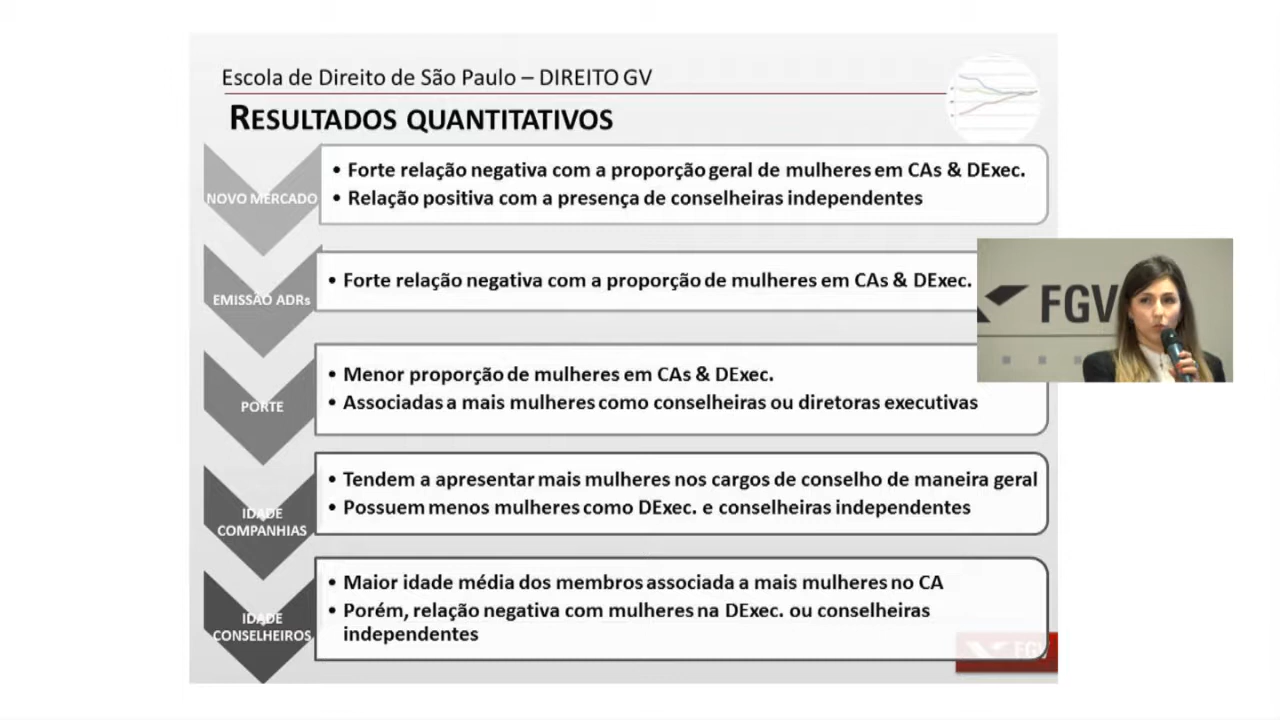 Escola de Direito de São Paulo – DIREITO GV
RESULTADOS QUANTITATIVOS
NOVO MERCADO
• Forte relação negativa com a proporção geral de mulheres em CAs & DExec.
• Relação positiva com a presença de conselheiras independentes
EMISSÃO ADRs
• Forte relação negativa com a proporção de mulheres em CAs & DExec.
FGV
PORTE
• Menor proporção de mulheres em CAs & DExec.
• Associadas a mais mulheres como conselheiras ou diretoras executivas
IDADE
COMPANHIAS
• Tendem a apresentar mais mulheres nos cargos de conselho de maneira geral
• Possuem menos mulheres como DExec. e conselheiras independentes
IDADE
CONSELHEIROS
• Maior idade média dos membros associada a mais mulheres no CA
• Porém, relação negativa com mulheres na DExec. ou conselheiras
independentes
FGV